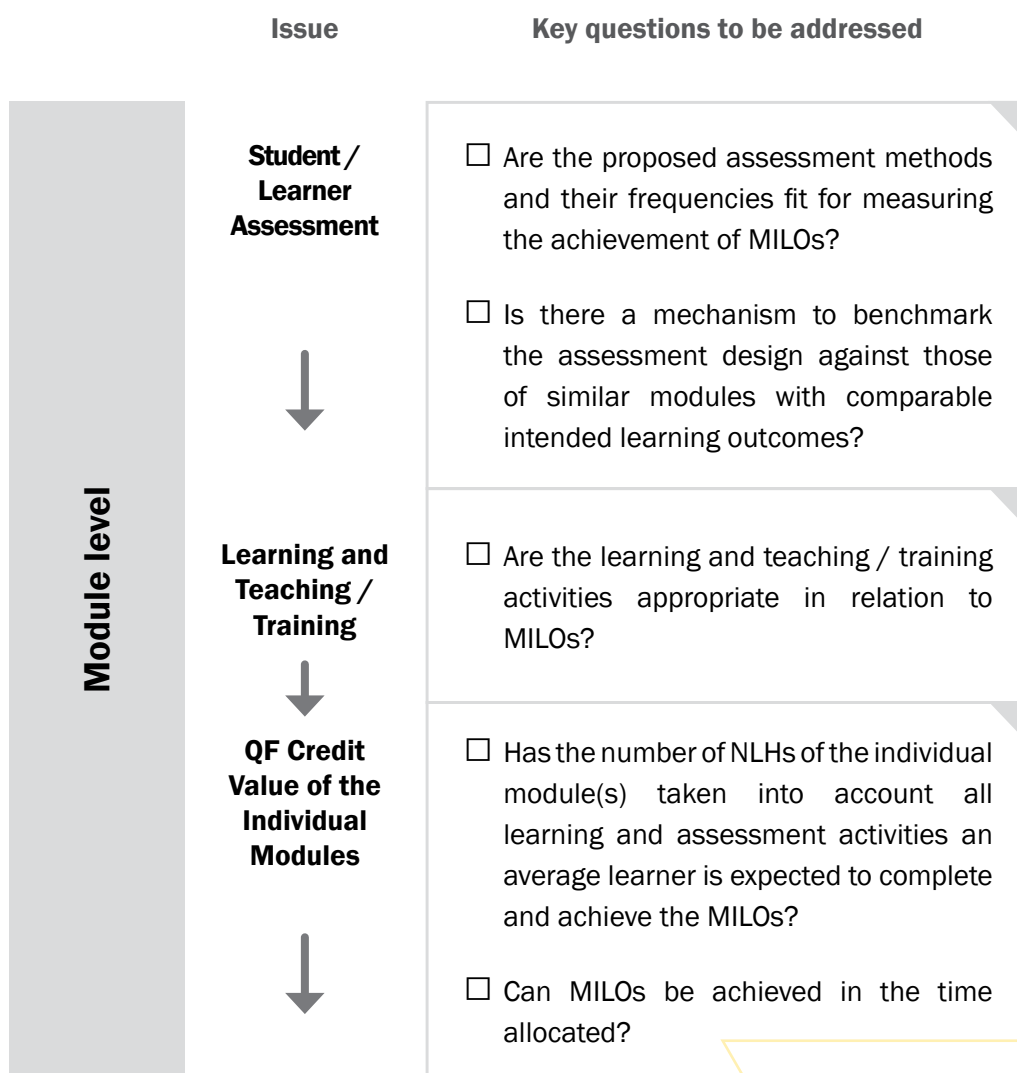 Issue
Key questions to be addressed
Module level
Student /
Learner
Assessment
☐ Are the proposed assessment methods
and their frequencies fit for measuring
the achievement of MILOs?
☐ Is there a mechanism to benchmark
the assessment design against those
of similar modules with comparable
intended learning outcomes?
Learning and
Teaching /
Training
☐ Are the learning and teaching / training
activities appropriate in relation to
MILOs?
QF Credit
Value of the
Individual
Modules
☐ Has the number of NLHs of the individual
module(s) taken into account all
learning and assessment activities an
average learner is expected to complete
and achieve the MILOs?
☐ Can MILOs be achieved in the time
allocated?